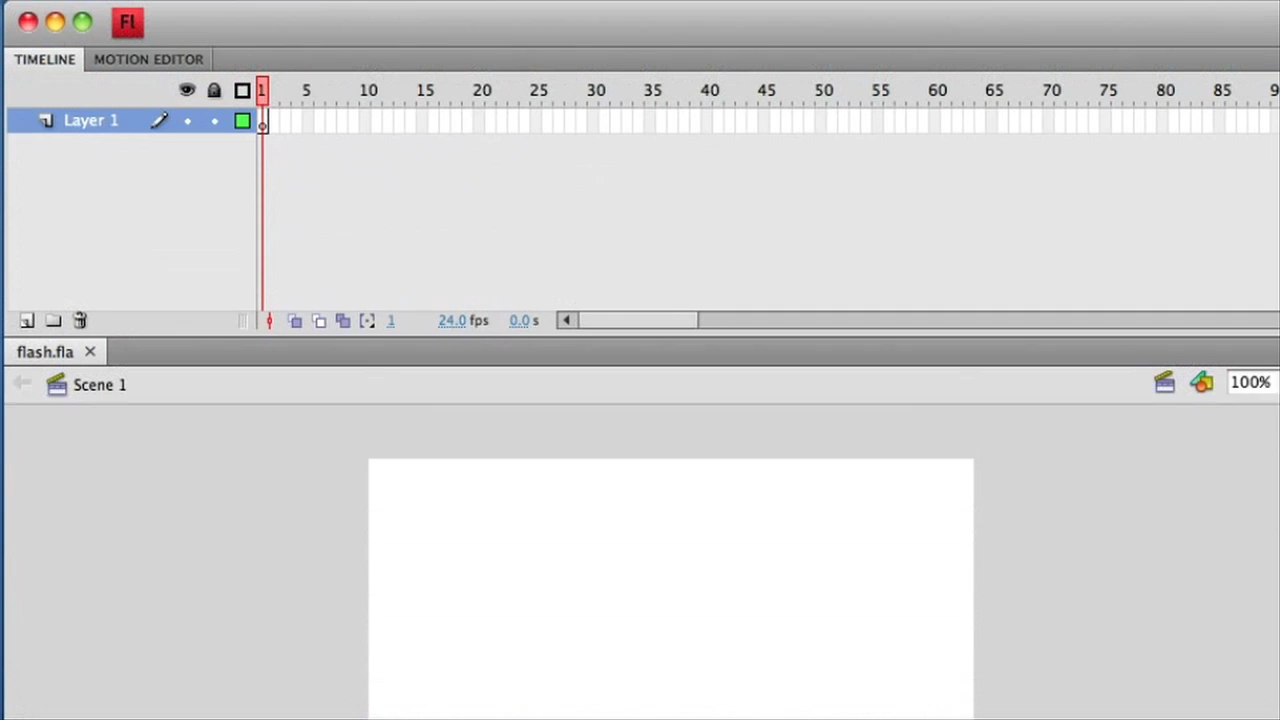 Fl
TIMELINE MOTION EDITOR
1 5 10 15 20 25 30 35 40 45 50 55 60 65 70 75 80 85 9
Layer 1
1 24.0 fps 0.0 s
flash.fla
Scene 1 100%